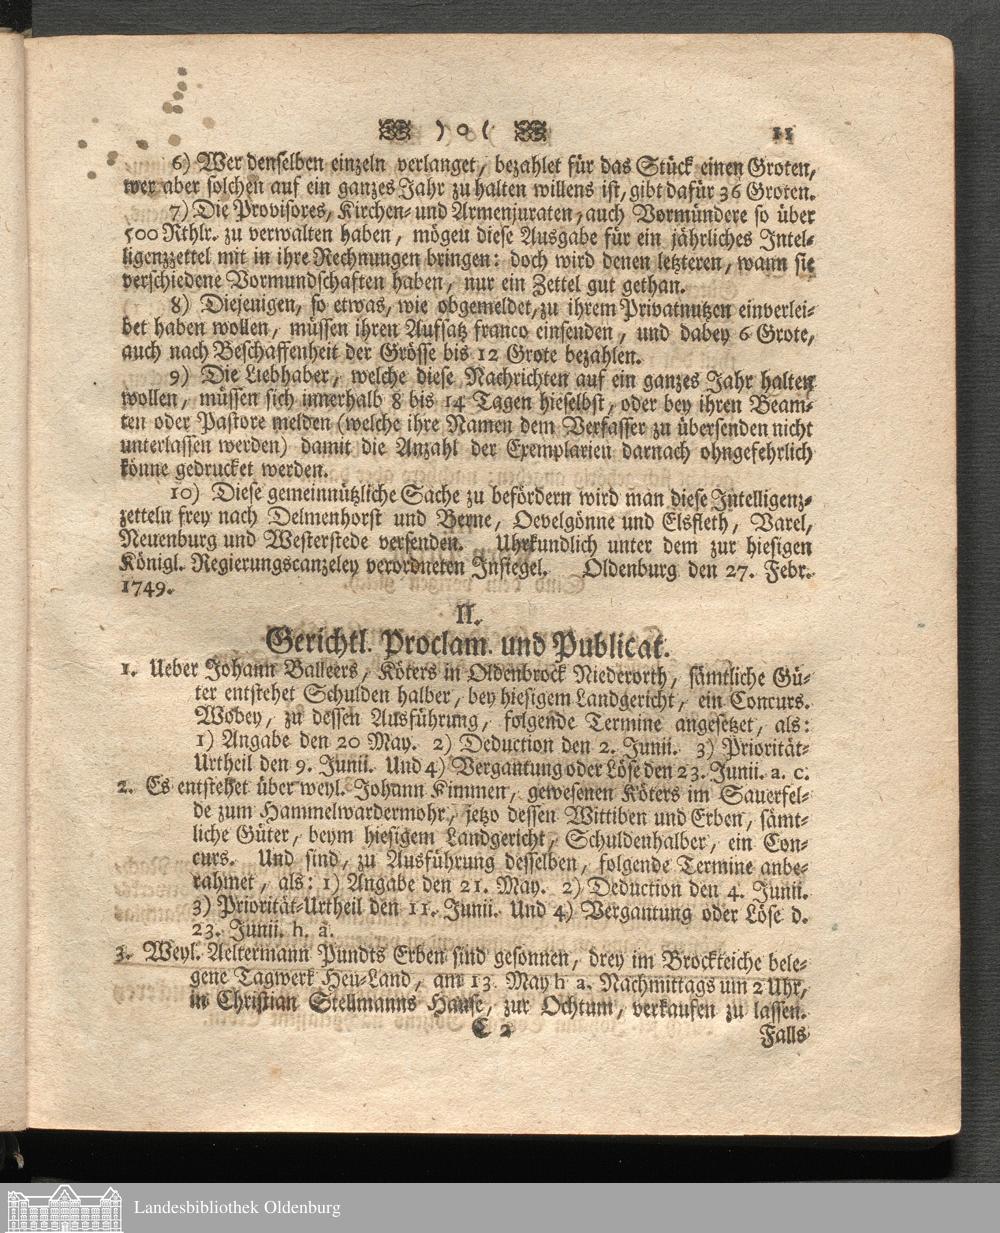 ) o (
11
6) Wer denselben einzeln verlanget, bezahlet für das Stück einen Groten,
wer aber solchen auf ein ganzes Jahr zu halten willens ist, gibt dafür 36 Groten.
7) Die Provisores, Kirchen- und Armenjuraten, auch Vormündere so über
500 Rthlr. zu verwalten haben, mögen diese Ausgabe für ein jährliches Intel-
ligenzzettel mit in ihre Rechnungen bringen: doch wird denen letzteren, wann sie
verschiedene Vormundschaften haben, nur ein Zettel gut gethan.
8) Diejenigen, so etwas, wie obgemeldet, zu ihrem Privatnutzen einverlei-
bet haben wollen, müssen ihren Aufsatz franco einsenden, und dabey 6 Grote,
auch nach Beschaffenheit der Grösse bis 12 Grote bezahlen.
9) Die Liebhaber, welche diese Nachrichten auf ein ganzes Jahr halten
wollen, müssen sich innerhalb 8 bis 14 Tagen hieselbst, oder bey ihren Beam-
ten oder Pastore melden (welche ihre Namen dem Verfasser zu übersenden nicht
unterlassen werden) damit die Anzahl der Exemplarien darnach ohngefehrlich
könne gedrucket werden.
10) Diese gemeinnützliche Sache zu befördern wird man diese Intelligenz-
zetteln frey nach Delmenhorst und Berne, Oevelgönne und Elsfleth, Varel,
Neuenburg und Westerstede versenden. Uhrkundlich unter dem zur hiesigen
Königl. Regierungscanzeley verordneten Insiegel. Oldenburg den 27. Febr.
1749.
II.
Gerichtl. Proclam. und Publicat.
1. Ueber Johann Balleers, Köters in Oldenbrock Niederorth, sämtliche Gü-
ter entstehet Schulden halber, bey hiesigem Landgericht, ein Concurs.
Wobey, zu dessen Ausführung, folgende Termine angesetzet, als:
1) Angabe den 20 May. 2) Deduction den 2. Junii. 3) Priorität-
Urtheil den 9. Junii. Und 4) Vergantung oder Löse den 23. Junii. a. c.
2. Es entstehet über weyl. Johann Kimmen, gewesenen Köters im Sauerfel-
de zum Hammelwardermohr, jetzo dessen Wittiben und Erben, sämt-
liche Güter, beym hiesigem Landgericht, Schuldenhalber, ein Con-
curs. Und sind, zu Ausführung desselben, folgende Termine anbe-
rahmet, als: 1) Angabe den 21. May. 2) Deduction den 4. Junii.
3) Priorität-Urtheil den 11. Junii. Und 4) Vergantung oder Löse d.
23. Junii. h. a.
3. Weyl. Aeltermann Pundts Erben sind gesonnen, drey im Brockteiche bele-
gene Tagwerk Heu-Land, am 13. May h a. Nachmittags um 2 Uhr,
in Christian Stellmanns Hause, zur Ochtum, verkaufen zu lassen.
C 2
Falls
Landesbibliothek Oldenburg